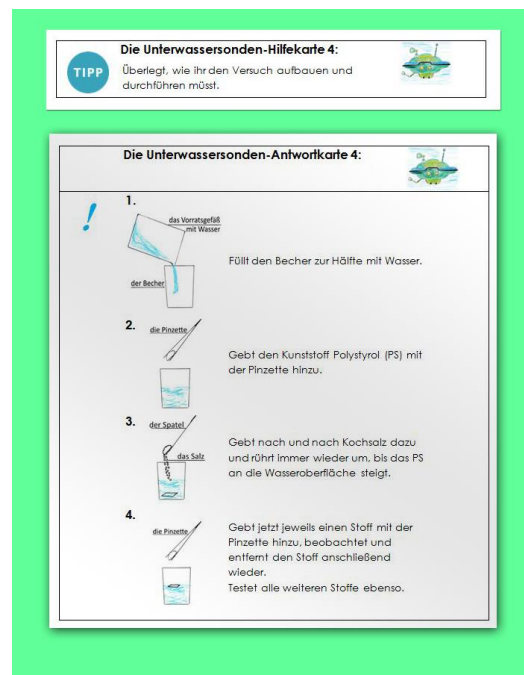 Die Unterwassersonden-Hilfekarte 4:
TIPP
Überlegt, wie ihr den Versuch aufbauen und
durchführen müsst.
Die Unterwassersonden-Antwortkarte 4:
!
1.
das Vorratsgefäß
mit Wasser
der Becher
Füllt den Becher zur Hälfte mit Wasser.
2.
die Pinzette
Gebt den Kunststoff Polystyrol (PS) mit
der Pinzette hinzu.
3.
der Spatel
das Salz
Gebt nach und nach Kochsalz dazu
und rührt immer wieder um, bis das PS
an die Wasseroberfläche steigt.
4.
die Pinzette
Gebt jetzt jeweils einen Stoff mit der
Pinzette hinzu, beobachtet und
entfernt den Stoff anschließend
wieder.
Testet alle weiteren Stoffe ebenso.